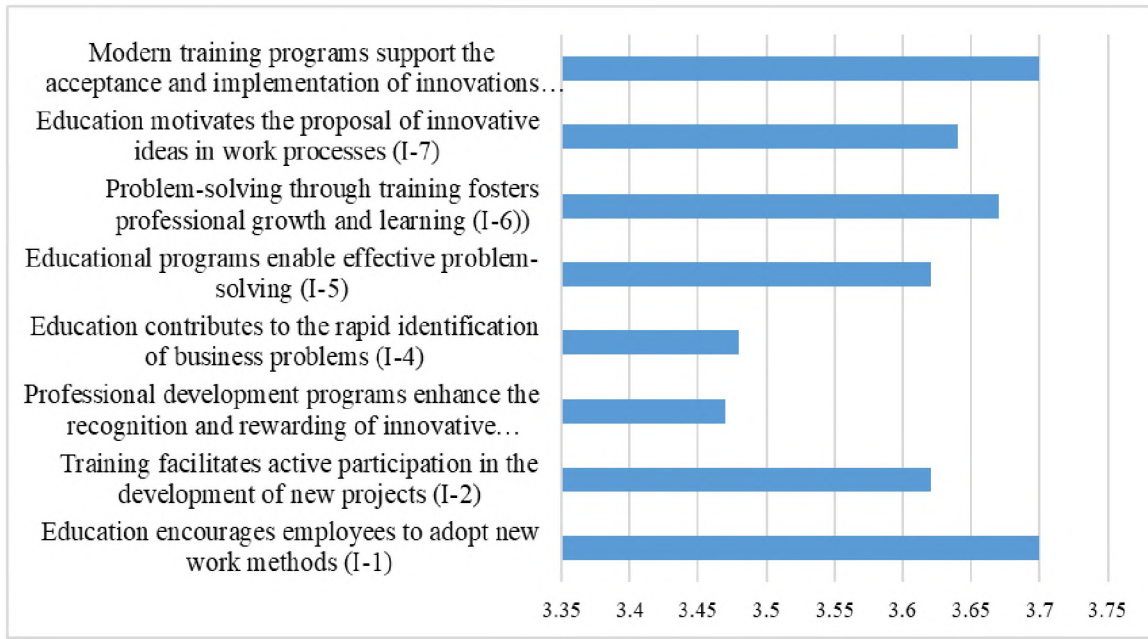 Modern training programs support the
acceptance and implementation of innovations…
Education motivates the proposal of innovative
ideas in work processes (I-7)
Problem-solving through training fosters
professional growth and learning (I-6))
Educational programs enable effective problem-
solving (I-5)
Education contributes to the rapid identification
of business problems (I-4)
Professional development programs enhance the
recognition and rewarding of innovative…
Training facilitates active participation in the
development of new projects (I-2)
Education encourages employees to adopt new
work methods (I-1)
3.35 3.4 3.45 3.5 3.55 3.6 3.65 3.7 3.75